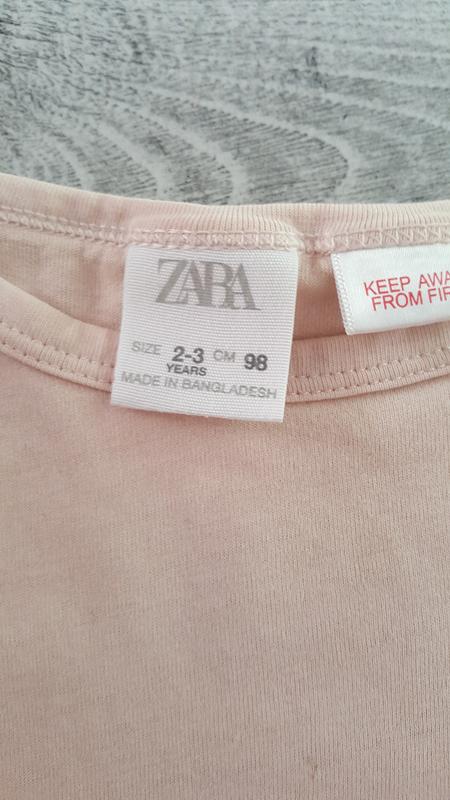 ZARA
SIZE 2-3 CM 98
YEARS
MADE IN BANGLADESH
KEEP AWA
FROM FIR